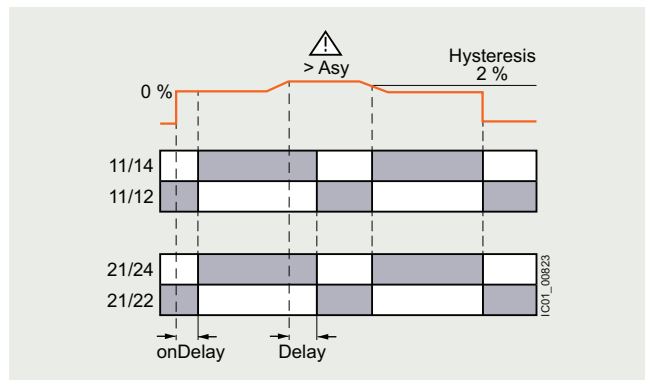 > Asy
Hysteresis
2 %
0 %
11/14
11/12
21/24
21/22
IC01_00823
onDelay
Delay